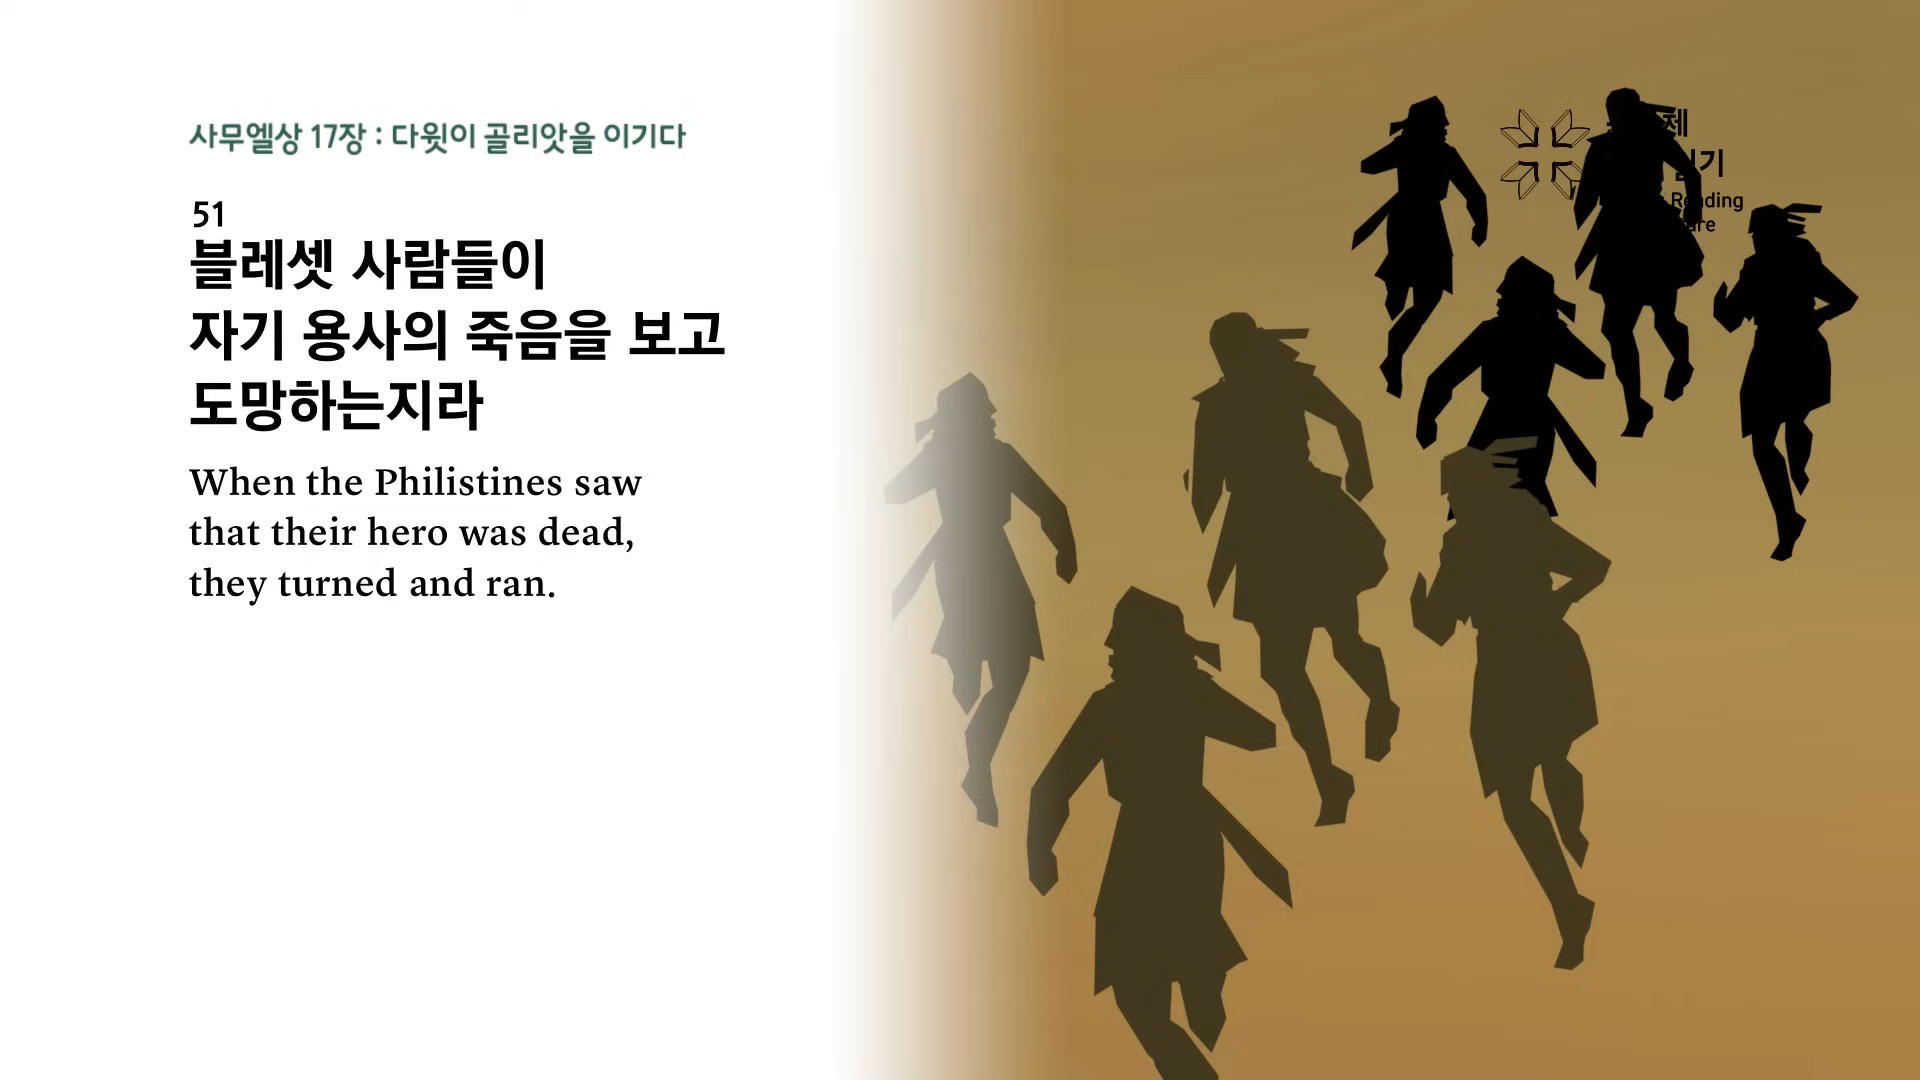 사무엘상 17장 : 다윗이 골리앗을 이기다
51
블레셋 사람들이
자기 용사의 죽음을 보고
도망하는지라
When the Philistines saw
that their hero was dead,
they turned and ran.
Reading